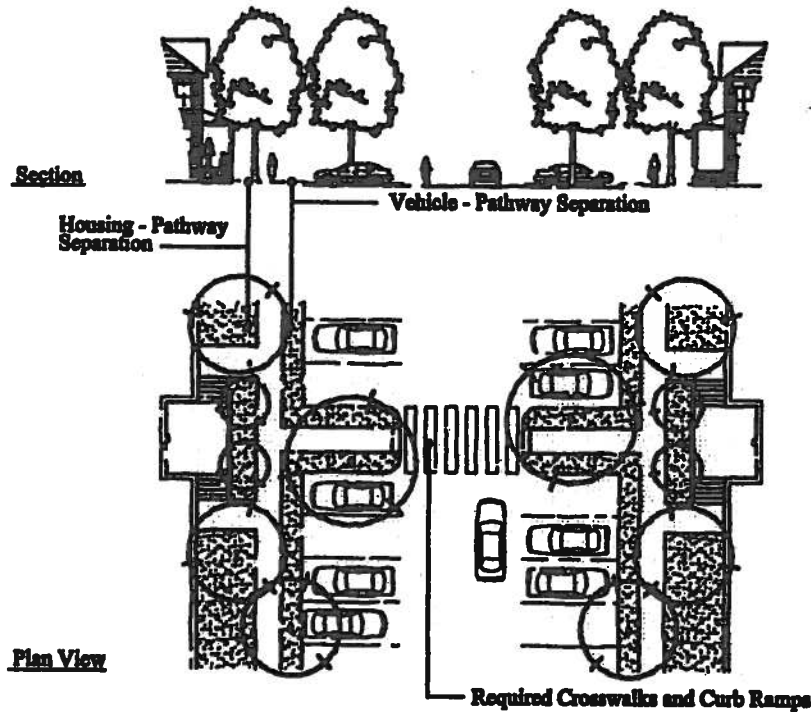 Section
Vehicle - Pathway Separation
Housing - Pathway
Separation
Plan View
Required Crosswalks and Curb Ramps